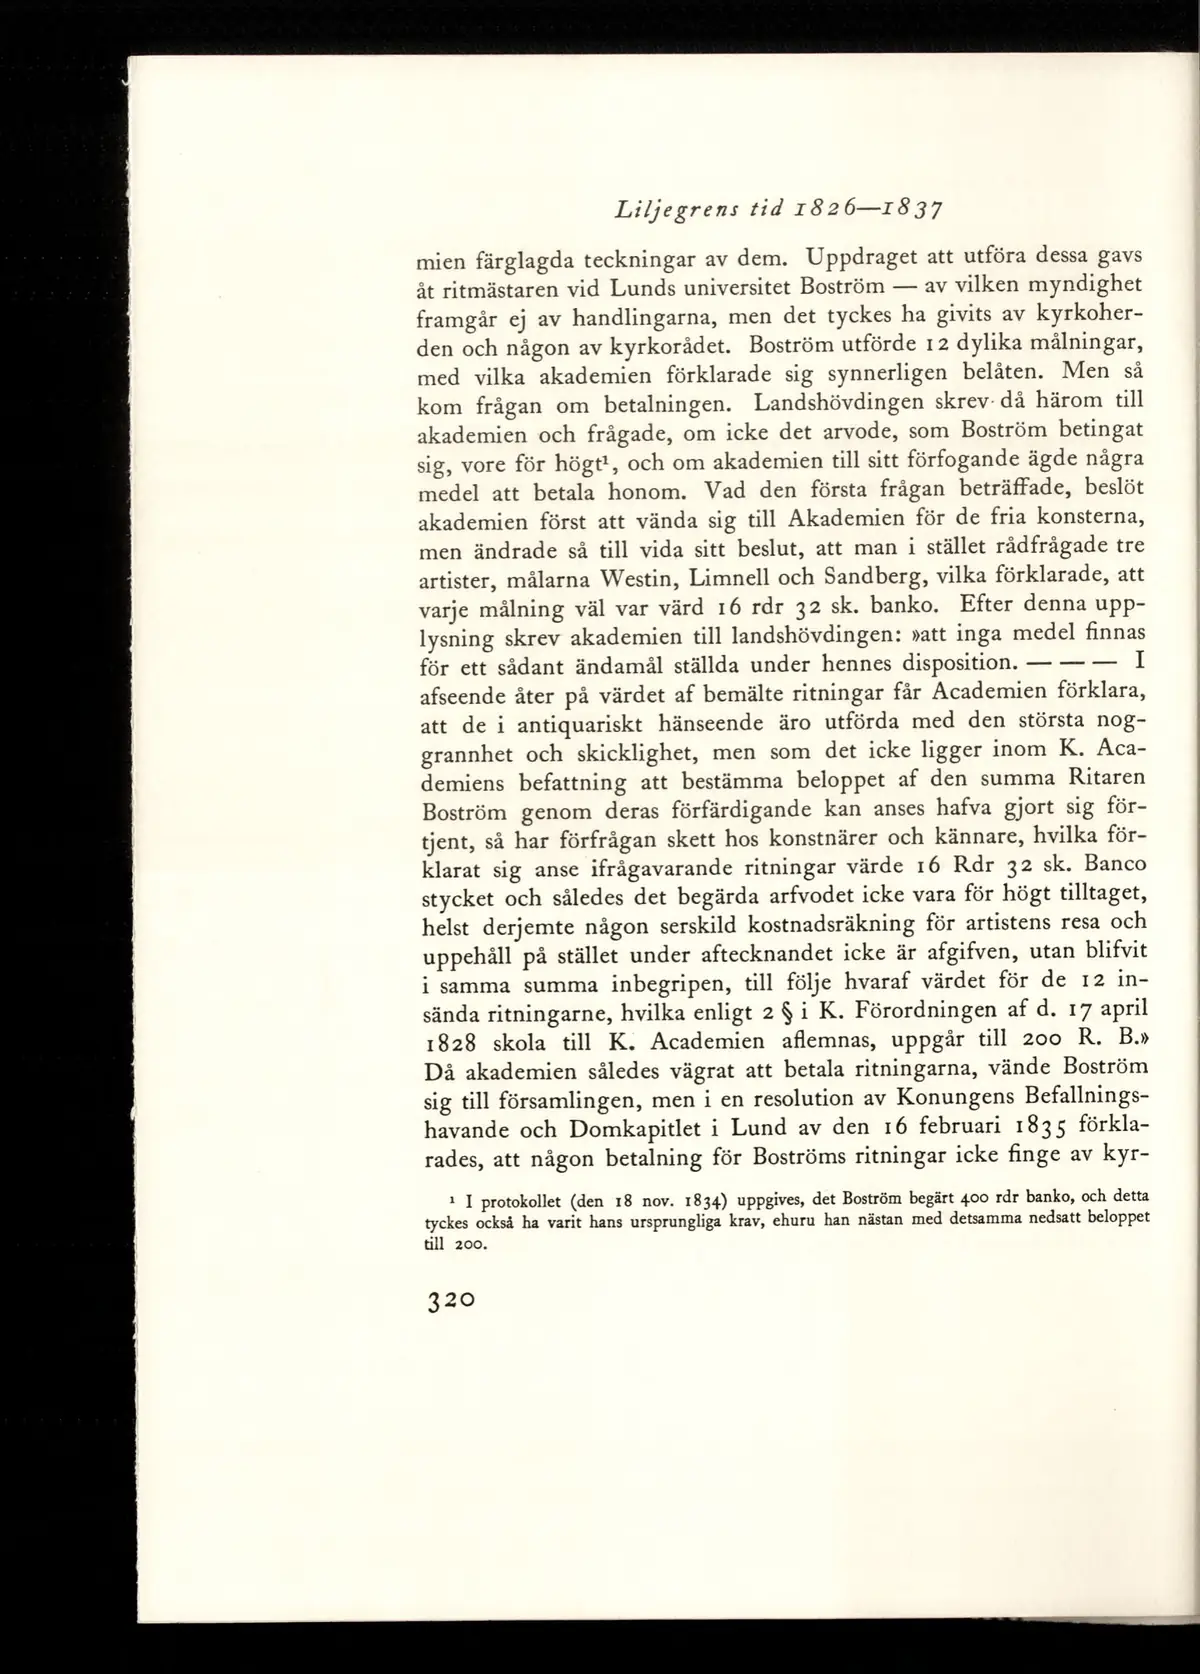 Liljegrens tid 1826—1837
mien färglagda teckningar av dem. Uppdraget att utföra dessa gavs
åt ritmästaren vid Lunds universitet Boström — av vilken myndighet
framgår ej av handlingarna, men det tyckes ha givits av kyrkoher-
den och någon av kyrkorådet. Boström utförde 12 dylika målningar,
med vilka akademien förklarade sig synnerligen belåten. Men så
kom frågan om betalningen. Landshövdingen skrev då härom till
akademien och frågade, om icke det arvode, som Boström betingat
sig, vore för högt¹, och om akademien till sitt förfogande ägde några
medel att betala honom. Vad den första frågan beträffade, beslöt
akademien först att vända sig till Akademien för de fria konsterna,
men ändrade så till vida sitt beslut, att man i stället rådfrågade tre
artister, målarna Westin, Limnell och Sandberg, vilka förklarade, att
varje målning väl var värd 16 rdr 32 sk. banko. Efter denna upp-
lysning skrev akademien till landshövdingen: »att inga medel finnas
för ett sådant ändamål ställda under hennes disposition. — — — I
afseende åter på värdet af bemälte ritningar får Academien förklara,
att de i antiquariskt hänseende äro utförda med den största nog-
grannhet och skicklighet, men som det icke ligger inom K. Aca-
demiens befattning att bestämma beloppet af den summa Ritaren
Boström genom deras förfärdigande kan anses hafva gjort sig för-
tjent, så har förfrågan skett hos konstnärer och kännare, hvilka för-
klarat sig anse ifrågavarande ritningar värde 16 Rdr 32 sk. Banco
stycket och således det begärda arfvodet icke vara för högt tilltaget,
helst derjemte någon serskild kostnadsräkning för artistens resa och
uppehåll på stället under aftecknandet icke är afgifven, utan blifvit
i samma summa inbegripen, till följe hvaraf värdet för de 12 in-
sända ritningarne, hvilka enligt 2 § i K. Förordningen af d. 17 april
1828 skola till K. Academien aflemnas, uppgår till 200 R. B.»
Då akademien således vägrat att betala ritningarna, vände Boström
sig till församlingen, men i en resolution av Konungens Befallnings-
havande och Domkapitlet i Lund av den 16 februari 1835 förkla-
rades, att någon betalning för Boströms ritningar icke finge av kyr-
¹ I protokollet (den 18 nov. 1834) uppgives, det Boström begärt 400 rdr banko, och detta
tyckes också ha varit hans ursprungliga krav, ehuru han nästan med detsamma nedsatt beloppet
till 200.
320